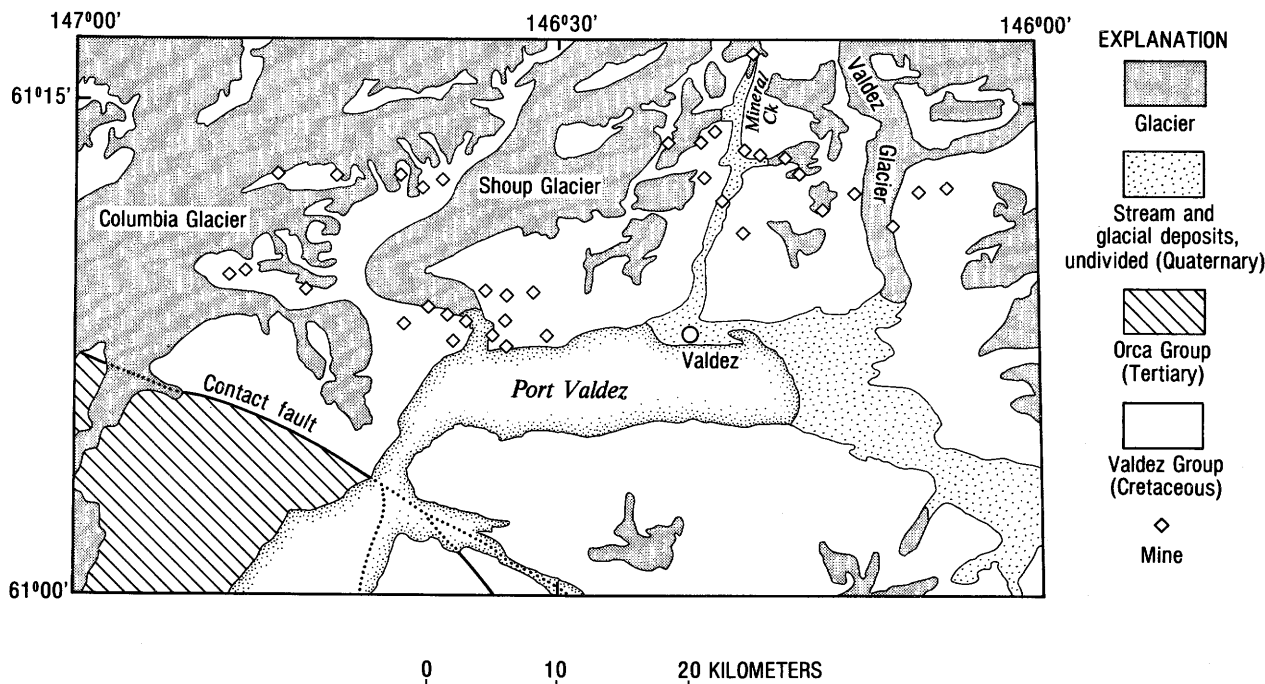 147°00'
146°30'
146°00'
61°15'
61°00'
Mineral
Ck
Valdez
Glacier
Shoup Glacier
Columbia Glacier
Valdez
Port Valdez
Contact fault
EXPLANATION
Glacier
Stream and
glacial deposits,
undivided (Quaternary)
Orca Group
(Tertiary)
Valdez Group
(Cretaceous)
Mine
0 10 20 KILOMETERS